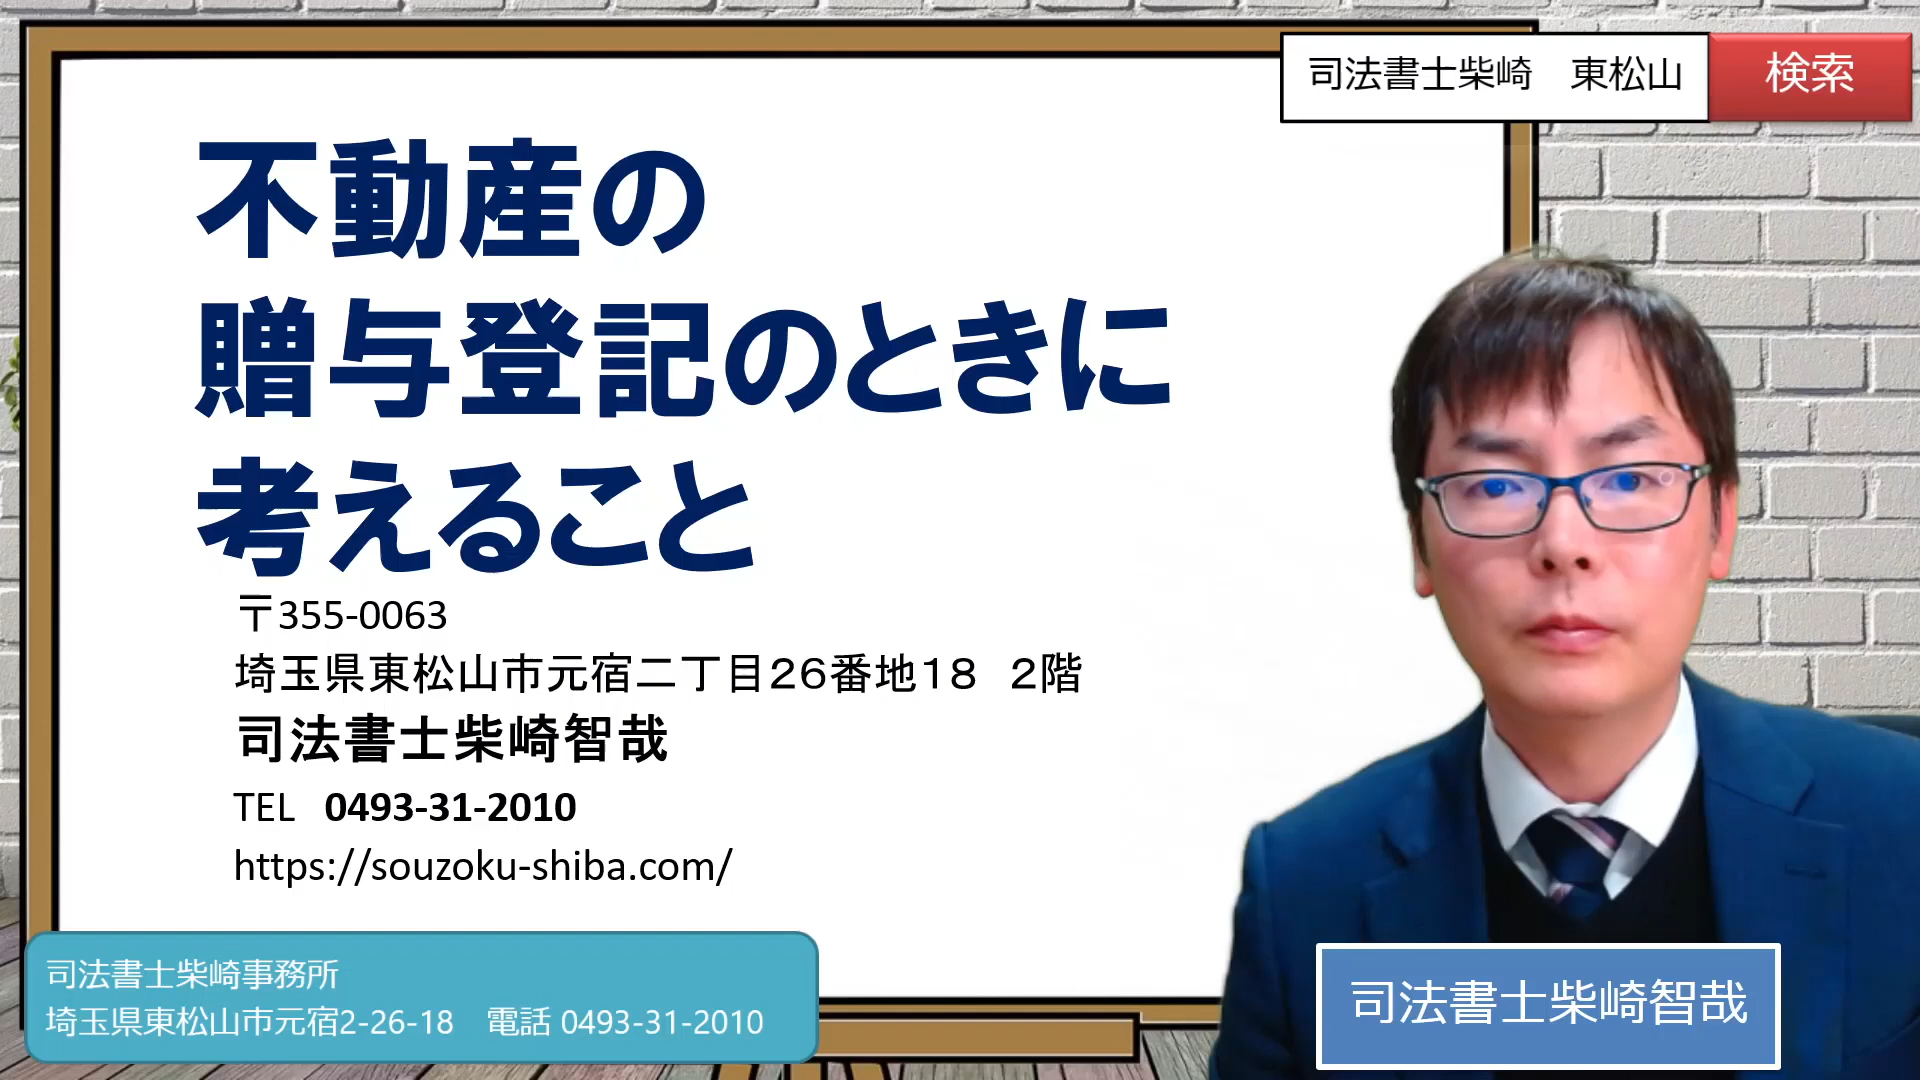 司法書士柴崎　東松山
検索
不動産の
贈与登記のときに
考えること
〒355-0063
埼玉県東松山市元宿二丁目２６番地１８　２階
司法書士柴崎智哉
TEL 0493-31-2010
https://souzoku-shiba.com/
司法書士柴崎事務所
埼玉県東松山市元宿2-26-18　電話 0493-31-2010
司法書士柴崎智哉